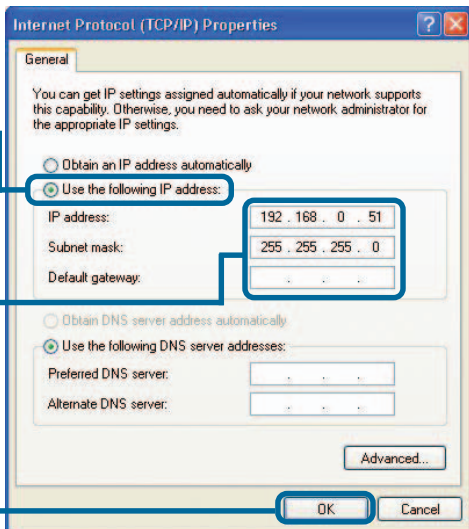 Internet Protocol (TCP/IP) Properties
General
You can get IP settings assigned automatically if your network supports
this capability. Otherwise, you need to ask your network administrator for
the appropriate IP settings.
Obtain an IP address automatically
Use the following IP address:
IP address: 192 . 168 . 0 . 51
Subnet mask: 255 . 255 . 255 . 0
Default gateway: . . .
Obtain DNS server address automatically
Use the following DNS server addresses:
Preferred DNS server: . . .
Alternate DNS server: . . .
Advanced...
OK Cancel